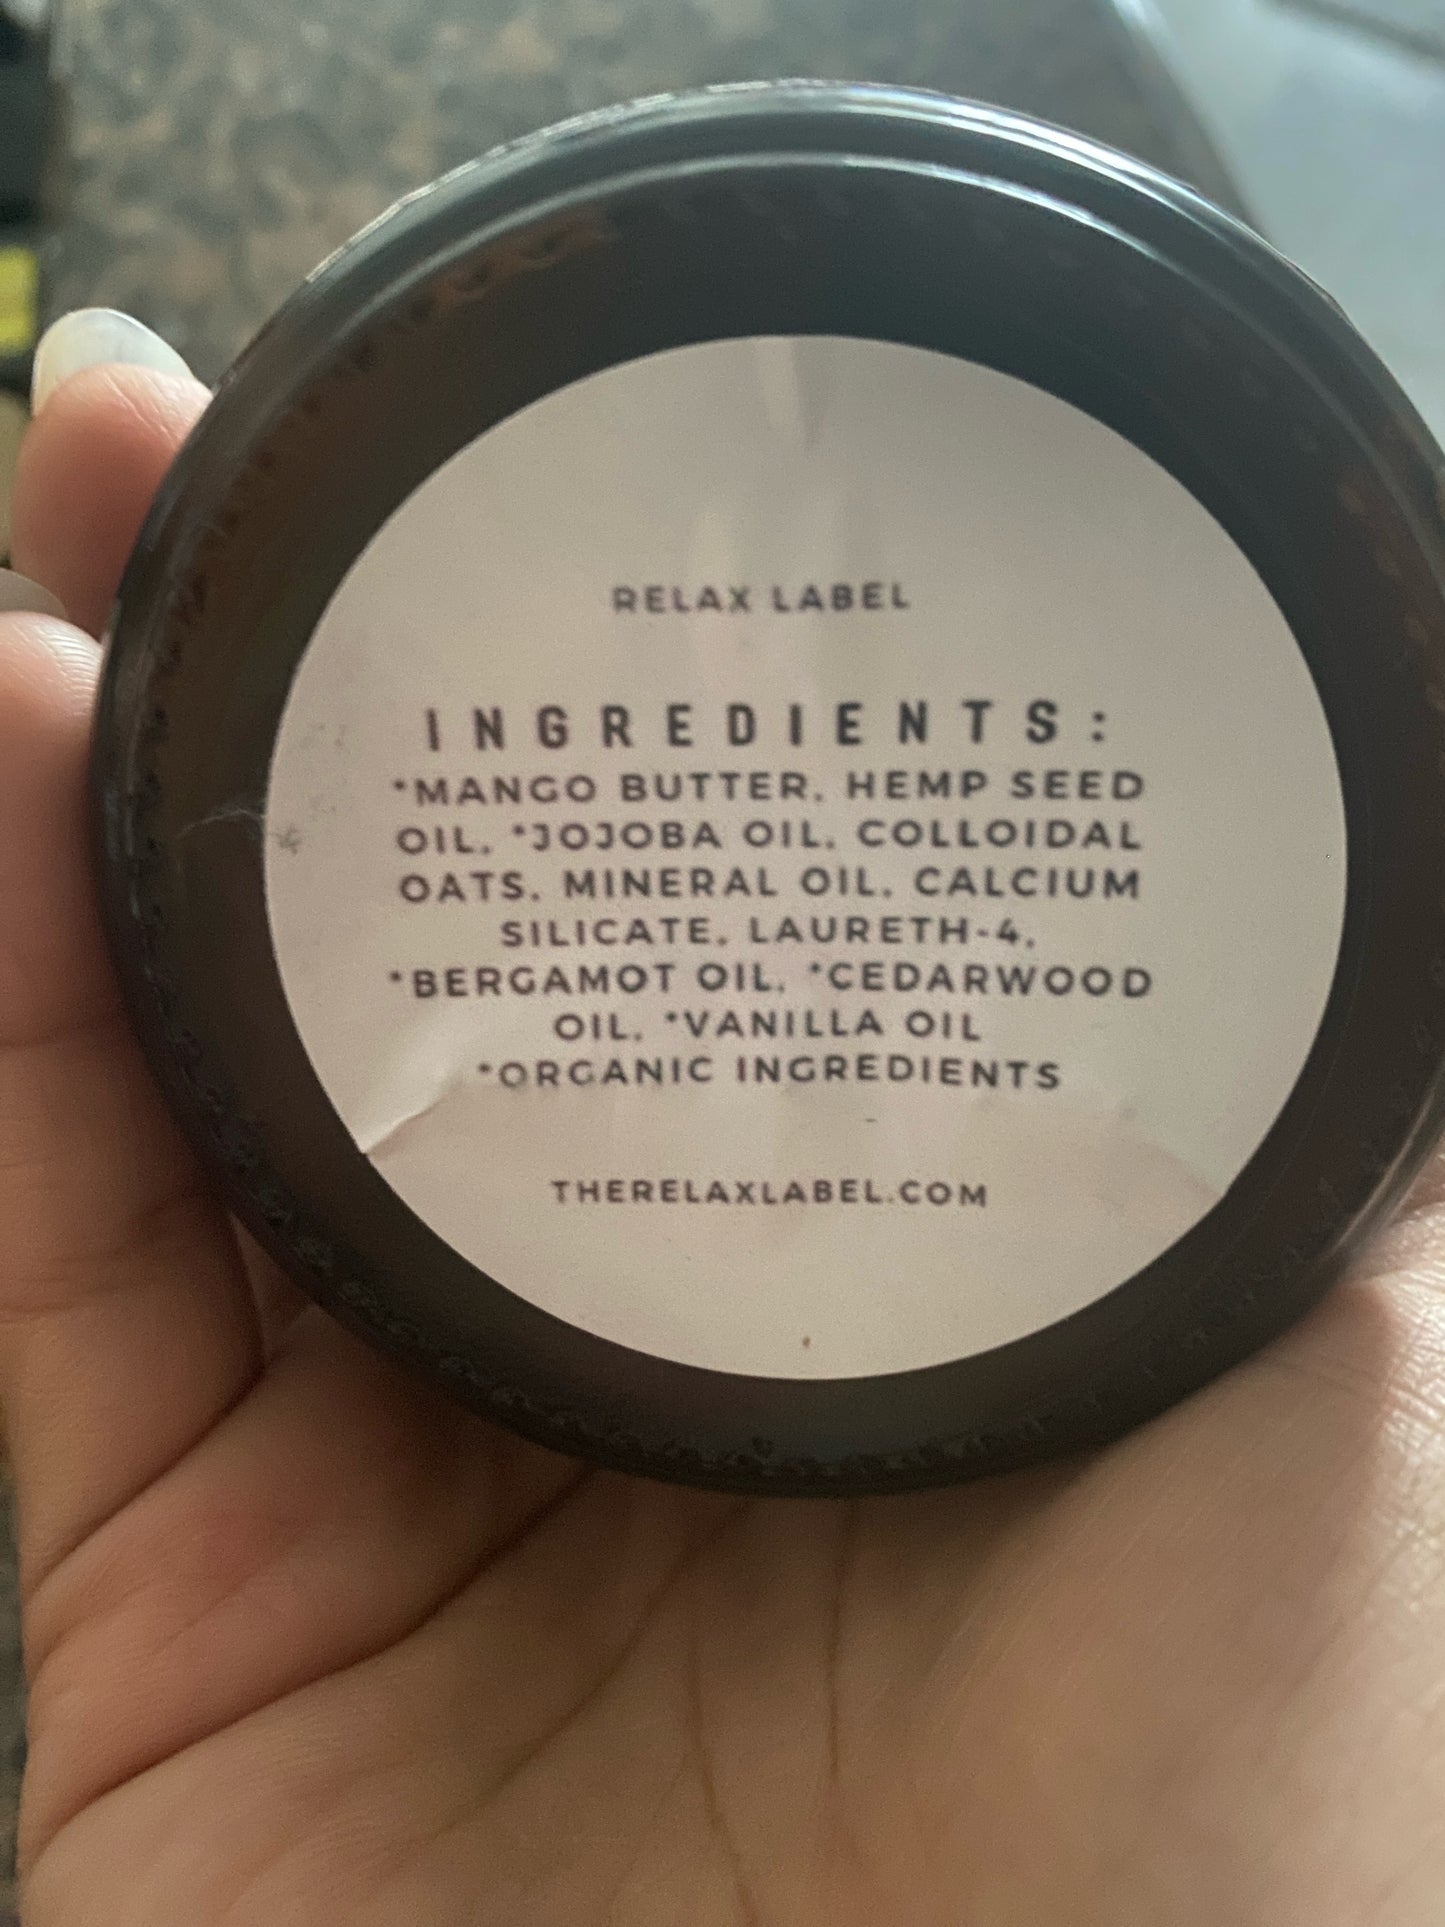 RELAX LABEL
INGREDIENTS:
*MANGO BUTTER, HEMP SEED
OIL, *JOJOBA OIL, COLLOIDAL
OATS, MINERAL OIL, CALCIUM
SILICATE, LAURETH-4,
*BERGAMOT OIL, *CEDARWOOD
OIL, *VANILLA OIL
*ORGANIC INGREDIENTS
THERELAXLABEL.COM